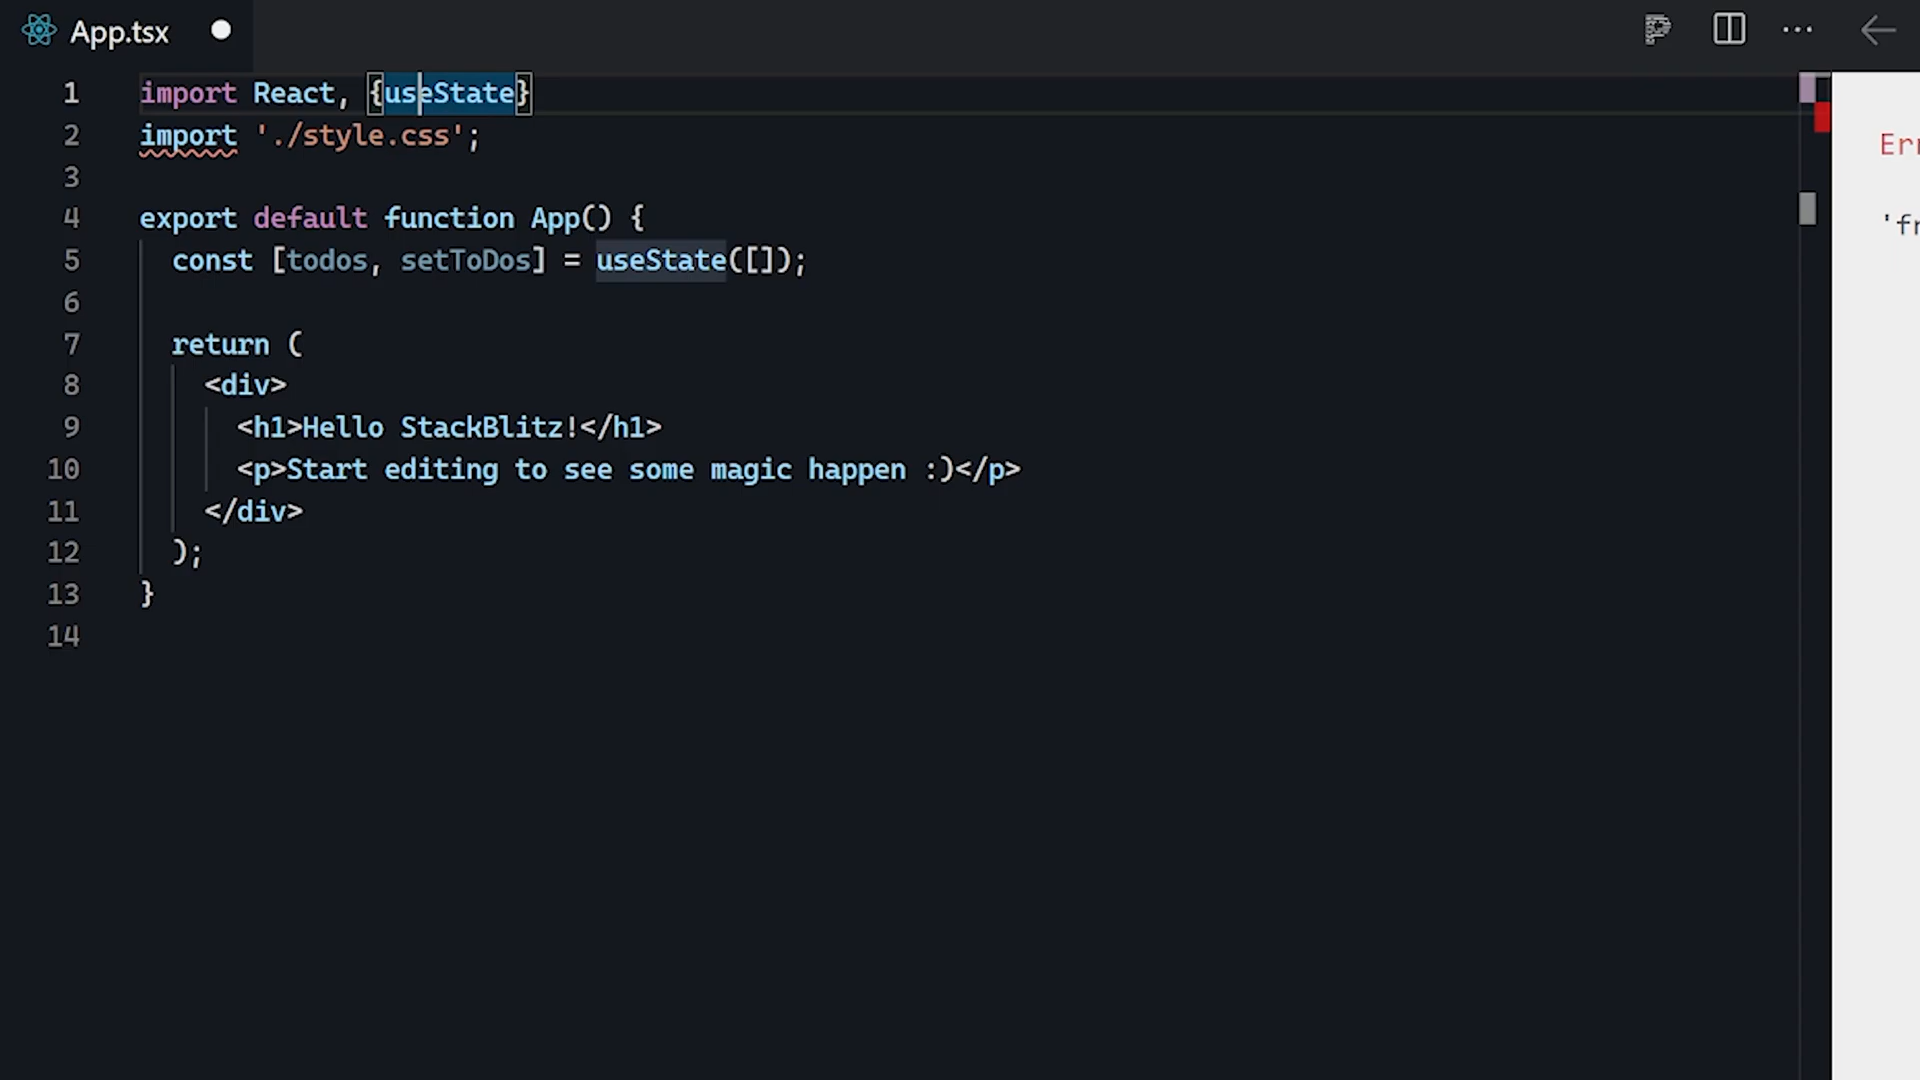 App.tsx
1 import React, {useState}
2 import './style.css';
3
4 export default function App() {
5 const [todos, setToDos] = useState([]);
6
7 return (
8 <div>
9 <h1>Hello StackBlitz!</h1>
10 <p>Start editing to see some magic happen :)</p>
11 </div>
12 );
13 }
14
Err
'fr